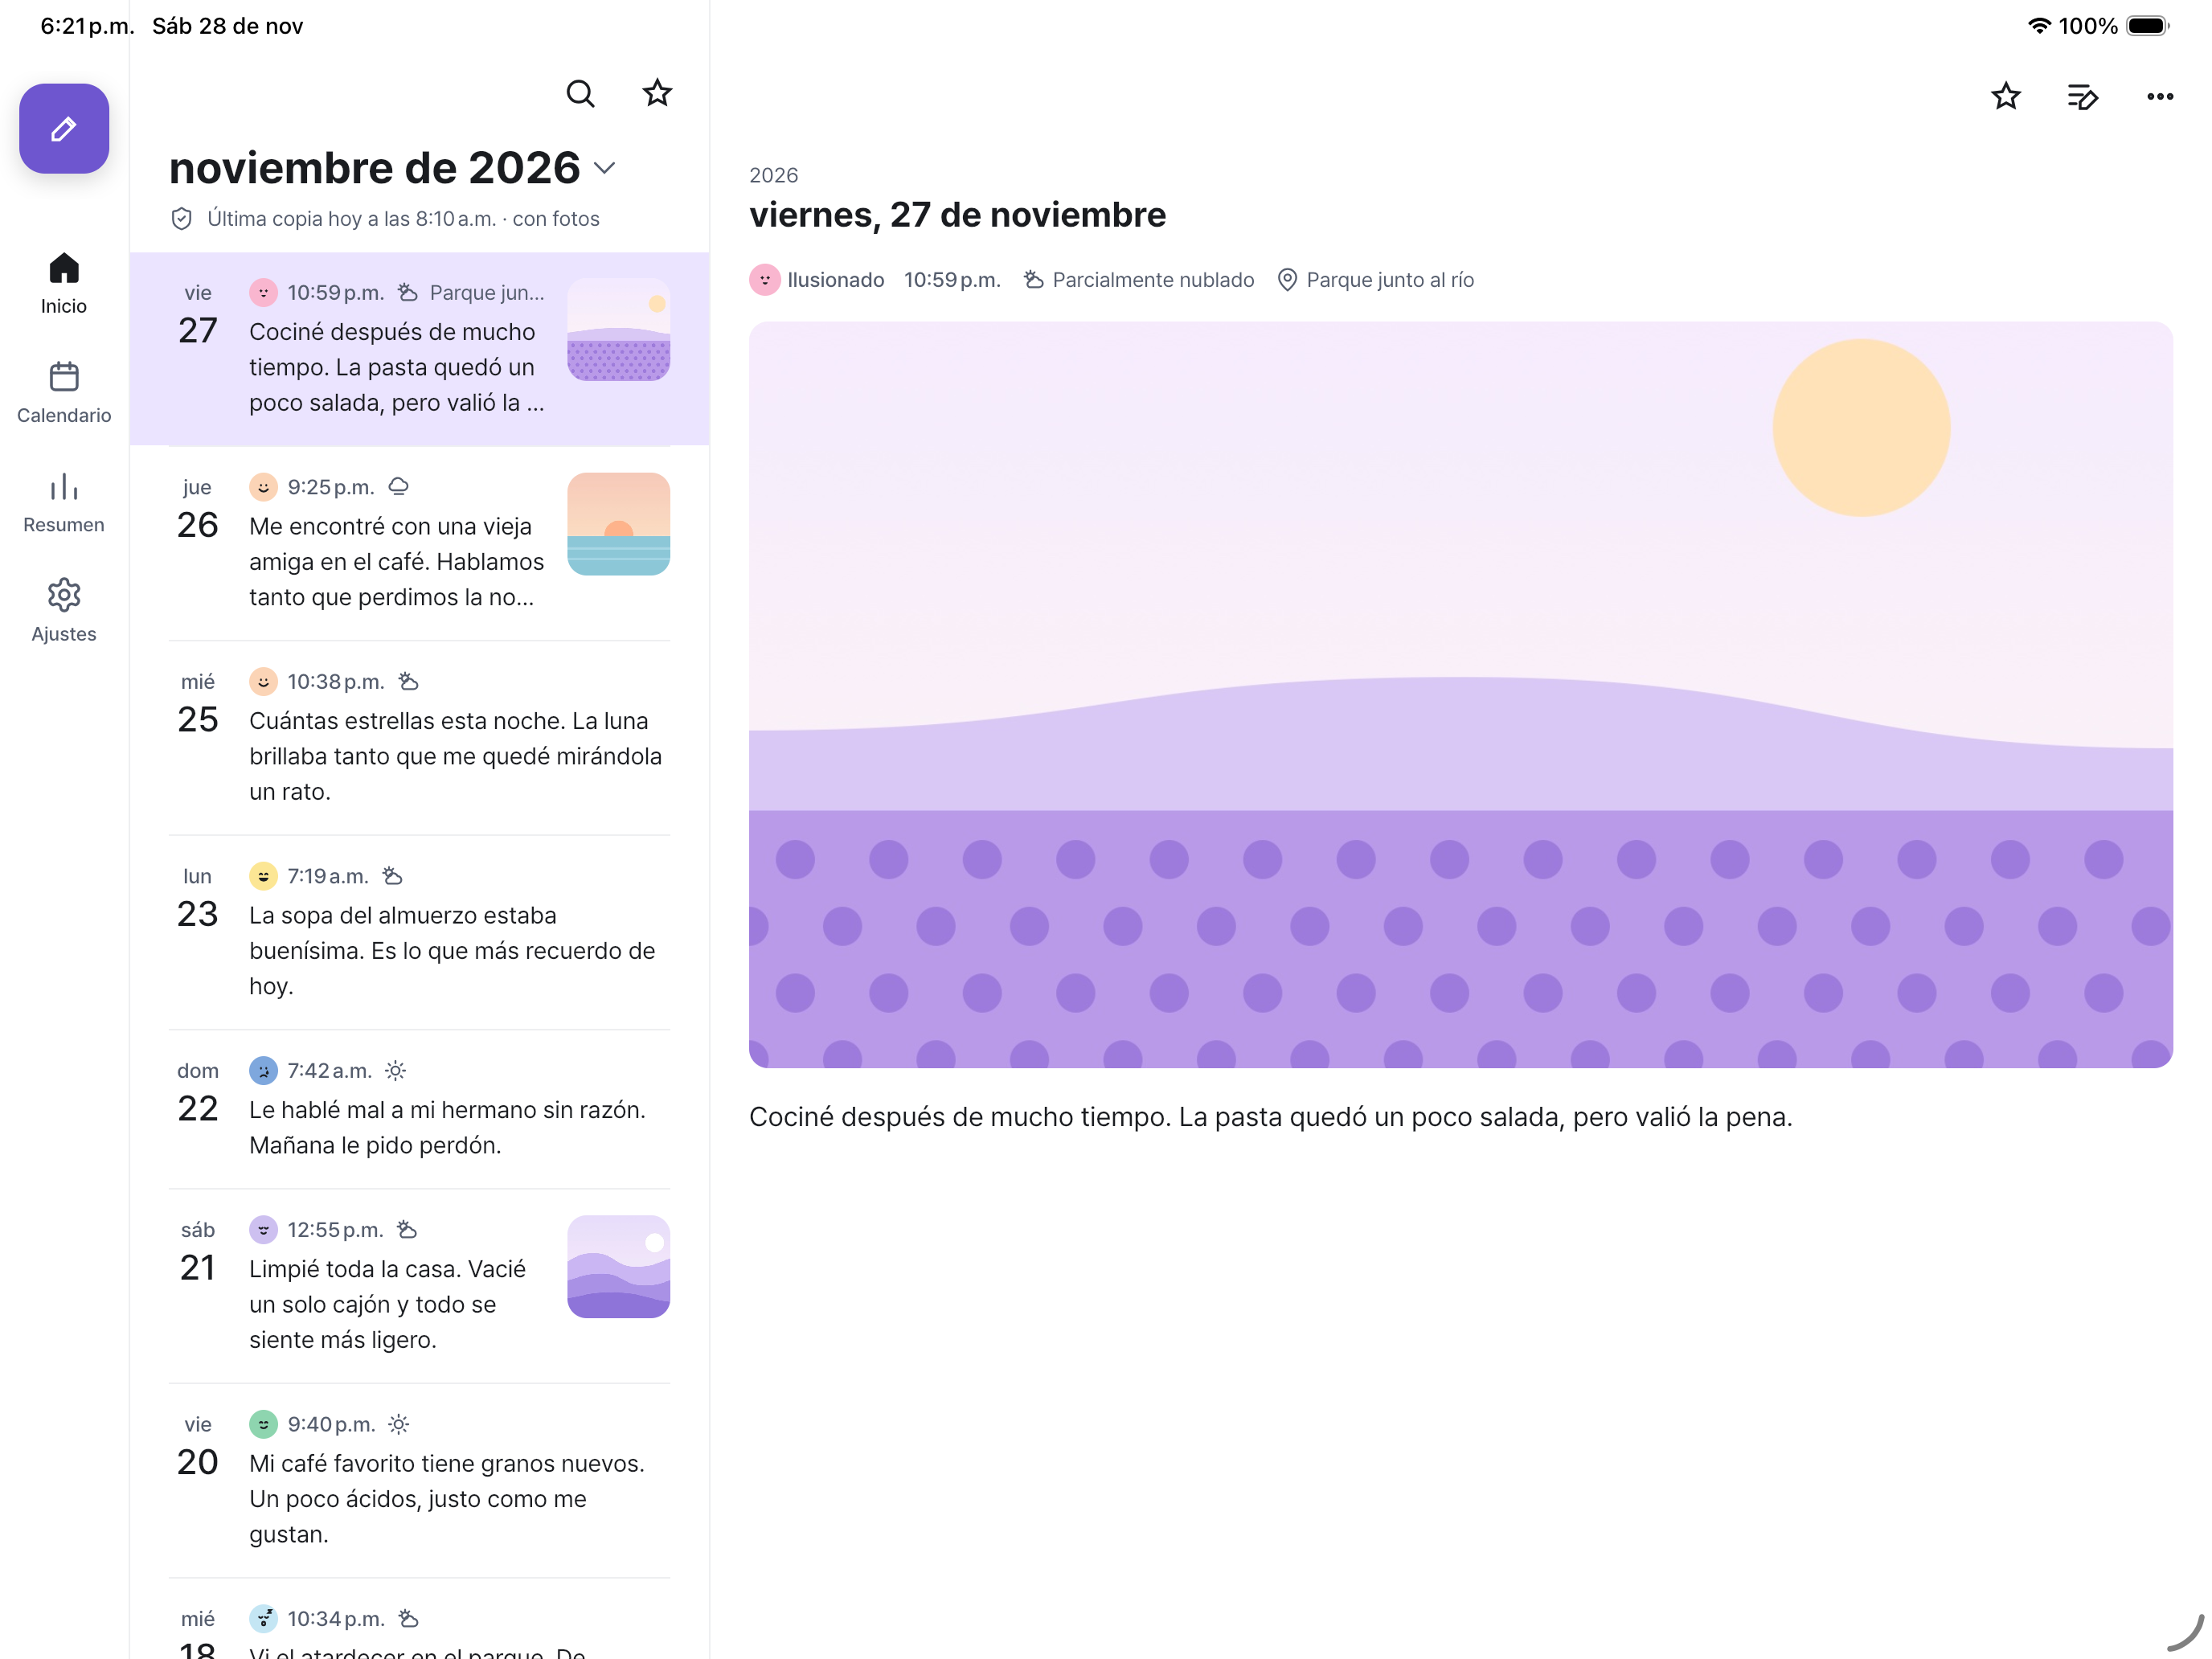 6:21 p.m. Sáb 28 de nov
100%
Inicio
Calendario
Resumen
Ajustes
noviembre de 2026
Última copia hoy a las 8:10 a.m. · con fotos
vie
27
10:59 p.m. Parque jun...
Cociné después de mucho
tiempo. La pasta quedó un
poco salada, pero valió la ...
jue
26
9:25 p.m.
Me encontré con una vieja
amiga en el café. Hablamos
tanto que perdimos la no...
mié
25
10:38 p.m.
Cuántas estrellas esta noche. La luna
brillaba tanto que me quedé mirándola
un rato.
lun
23
7:19 a.m.
La sopa del almuerzo estaba
buenísima. Es lo que más recuerdo de
hoy.
dom
22
7:42 a.m.
Le hablé mal a mi hermano sin razón.
Mañana le pido perdón.
sáb
21
12:55 p.m.
Limpié toda la casa. Vacié
un solo cajón y todo se
siente más ligero.
vie
20
9:40 p.m.
Mi café favorito tiene granos nuevos.
Un poco ácidos, justo como me
gustan.
mié
18
10:34 p.m.
Vi el atardecer en el parque. De
2026
viernes, 27 de noviembre
Ilusionado 10:59 p.m. Parcialmente nublado Parque junto al río
Cociné después de mucho tiempo. La pasta quedó un poco salada, pero valió la pena.